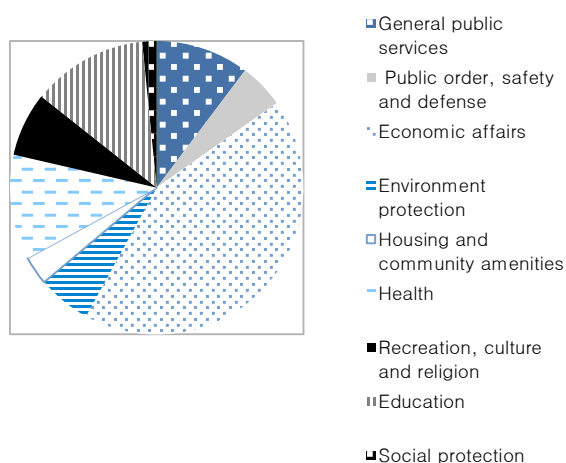 General public
services
Public order, safety
and defense
Economic affairs
Environment
protection
Housing and
community amenities
Health
Recreation, culture
and religion
Education
Social protection